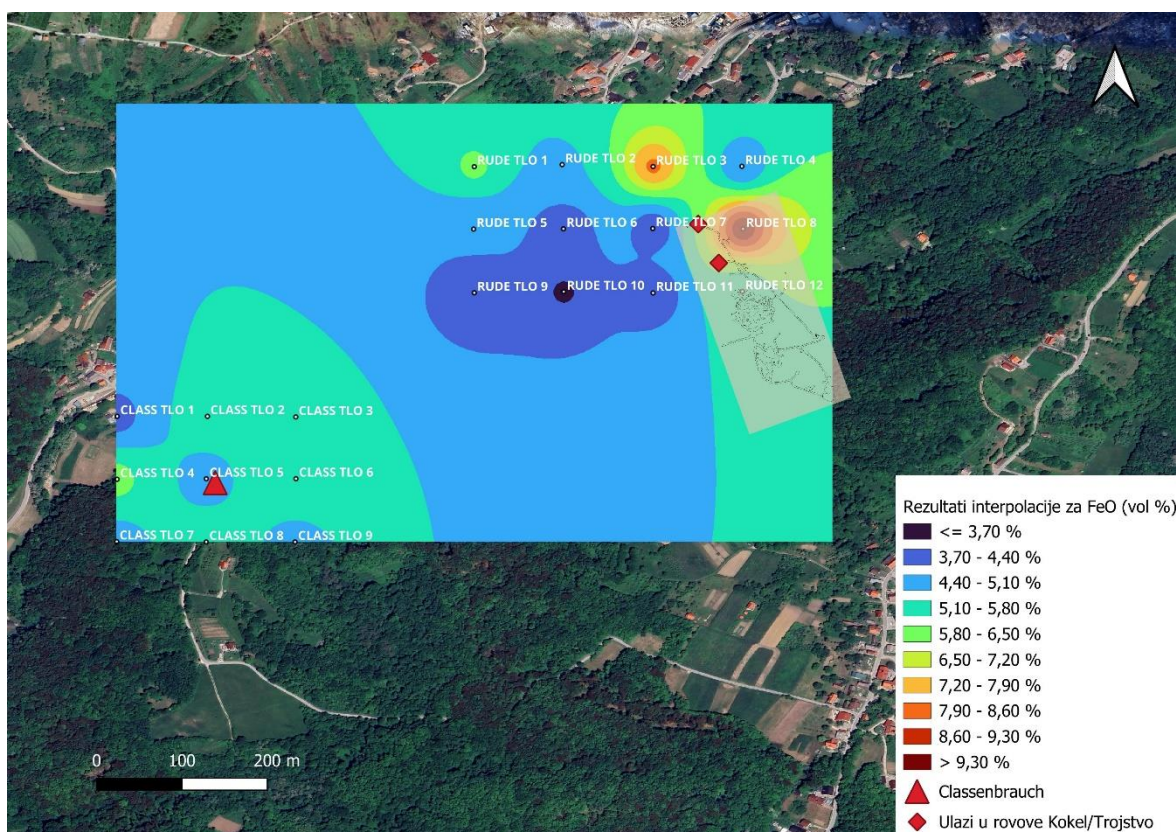 RUDE TLO 1
RUDE TLO 2
RUDE TLO 3
RUDE TLO 4
RUDE TLO 5
RUDE TLO 6
RUDE TLO 7
RUDE TLO 8
RUDE TLO 9
RUDE TLO 10
RUDE TLO 11
RUDE TLO 12
CLASS TLO 1
CLASS TLO 2
CLASS TLO 3
CLASS TLO 4
CLASS TLO 5
CLASS TLO 6
CLASS TLO 7
CLASS TLO 8
CLASS TLO 9
0 100 200 m
Rezultati interpolacije za FeO (vol %)
<= 3,70 %
3,70 - 4,40 %
4,40 - 5,10 %
5,10 - 5,80 %
5,80 - 6,50 %
6,50 - 7,20 %
7,20 - 7,90 %
7,90 - 8,60 %
8,60 - 9,30 %
> 9,30 %
Classenbrauch
Ulazi u rovove Kokel/Trojstvo